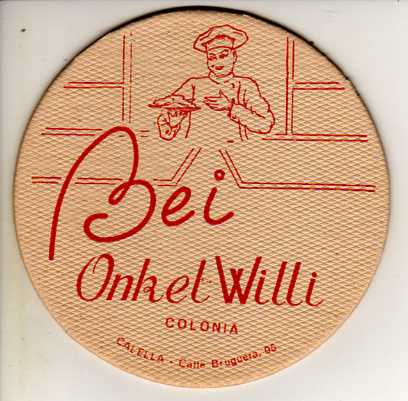 Bei
Onkel-Willi
COLONIA
CALELLA - Calle Bruguera, 96